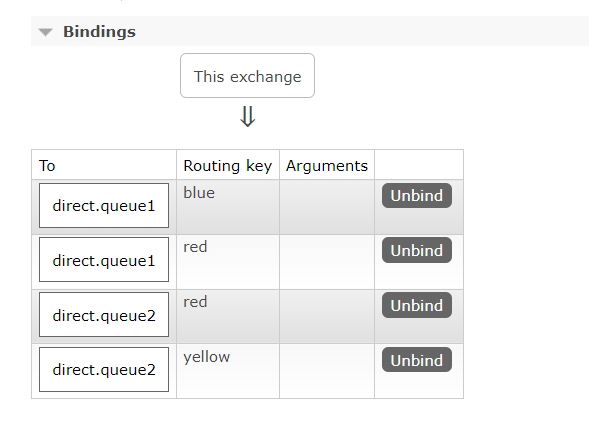 Bindings
This exchange
⇓
To Routing key Arguments
direct.queue1 blue Unbind
direct.queue1 red Unbind
direct.queue2 red Unbind
direct.queue2 yellow Unbind